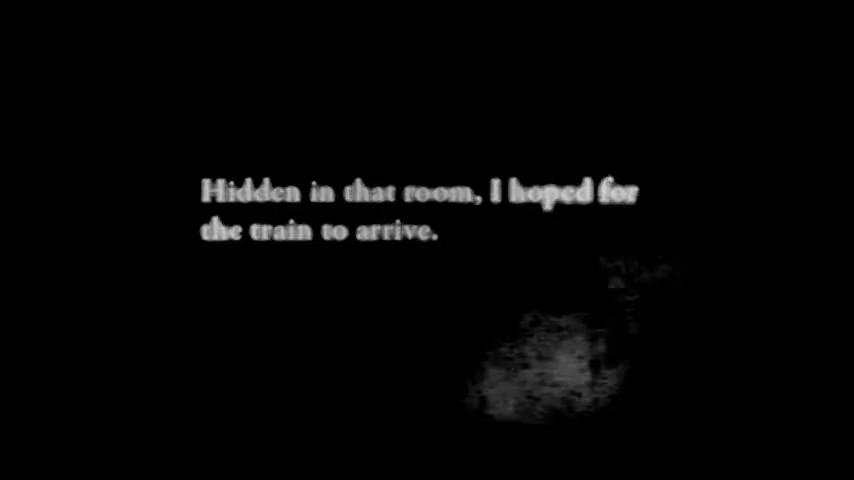 Hidden in that room, I hoped for
the train to arrive.